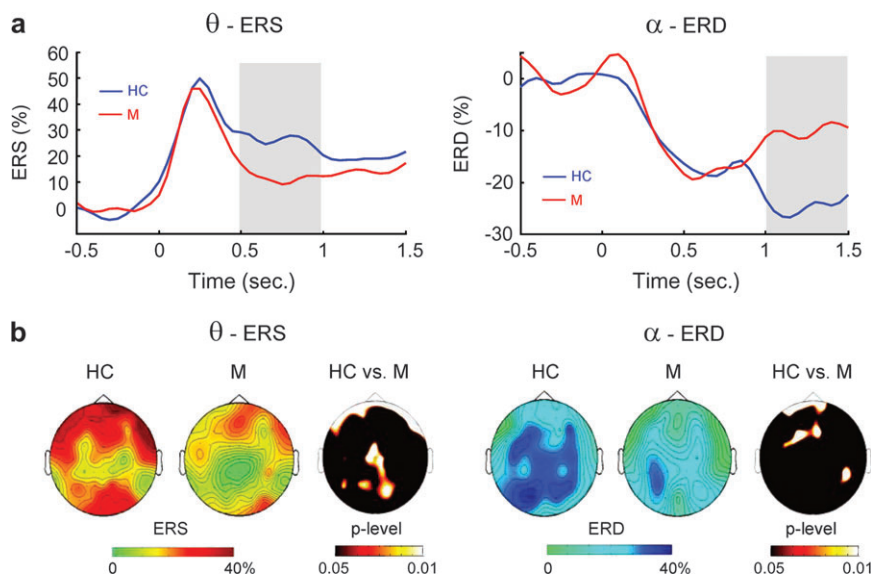 a
θ - ERS
α - ERD
60
50
40
30
20
10
0
ERS (%)
HC
M
-0.5
0
0.5
1
1.5
Time (sec.)
0
-10
-20
-30
ERD (%)
HC
M
-0.5
0
0.5
1
1.5
Time (sec.)
b
θ - ERS
α - ERD
HC
M
HC vs. M
HC
M
HC vs. M
ERS
p-level
ERD
p-level
0
40%
0.05
0.01
0
40%
0.05
0.01